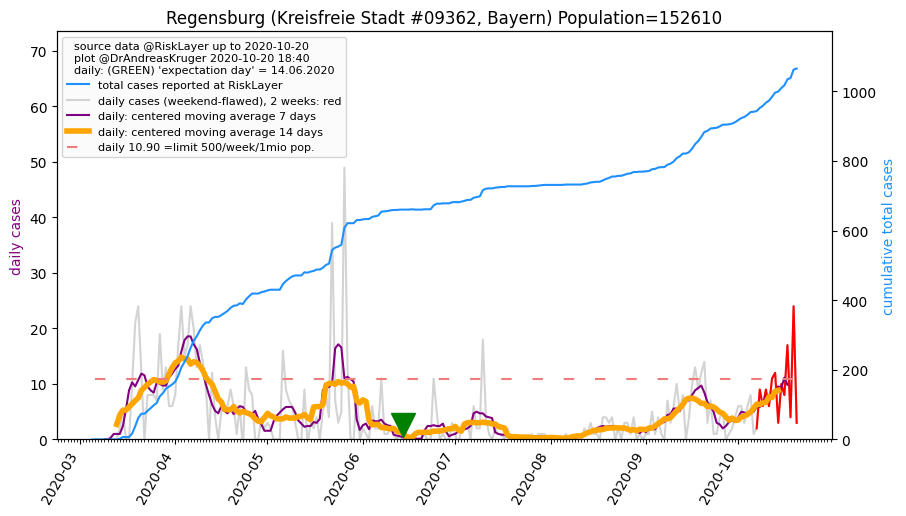 Regensburg (Kreisfreie Stadt #09362, Bayern) Population=152610
source data @RiskLayer up to 2020-10-20
plot @DrAndreasKruger 2020-10-20 18:40
daily: (GREEN) 'expectation day' = 14.06.2020
total cases reported at RiskLayer
daily cases (weekend-flawed), 2 weeks: red
daily: centered moving average 7 days
daily: centered moving average 14 days
daily 10.90 =limit 500/week/1mio pop.
daily cases
70
60
50
40
30
20
10
0
cumulative total cases
1000
800
600
400
200
0
2020-03
2020-04
2020-05
2020-06
2020-07
2020-08
2020-09
2020-10